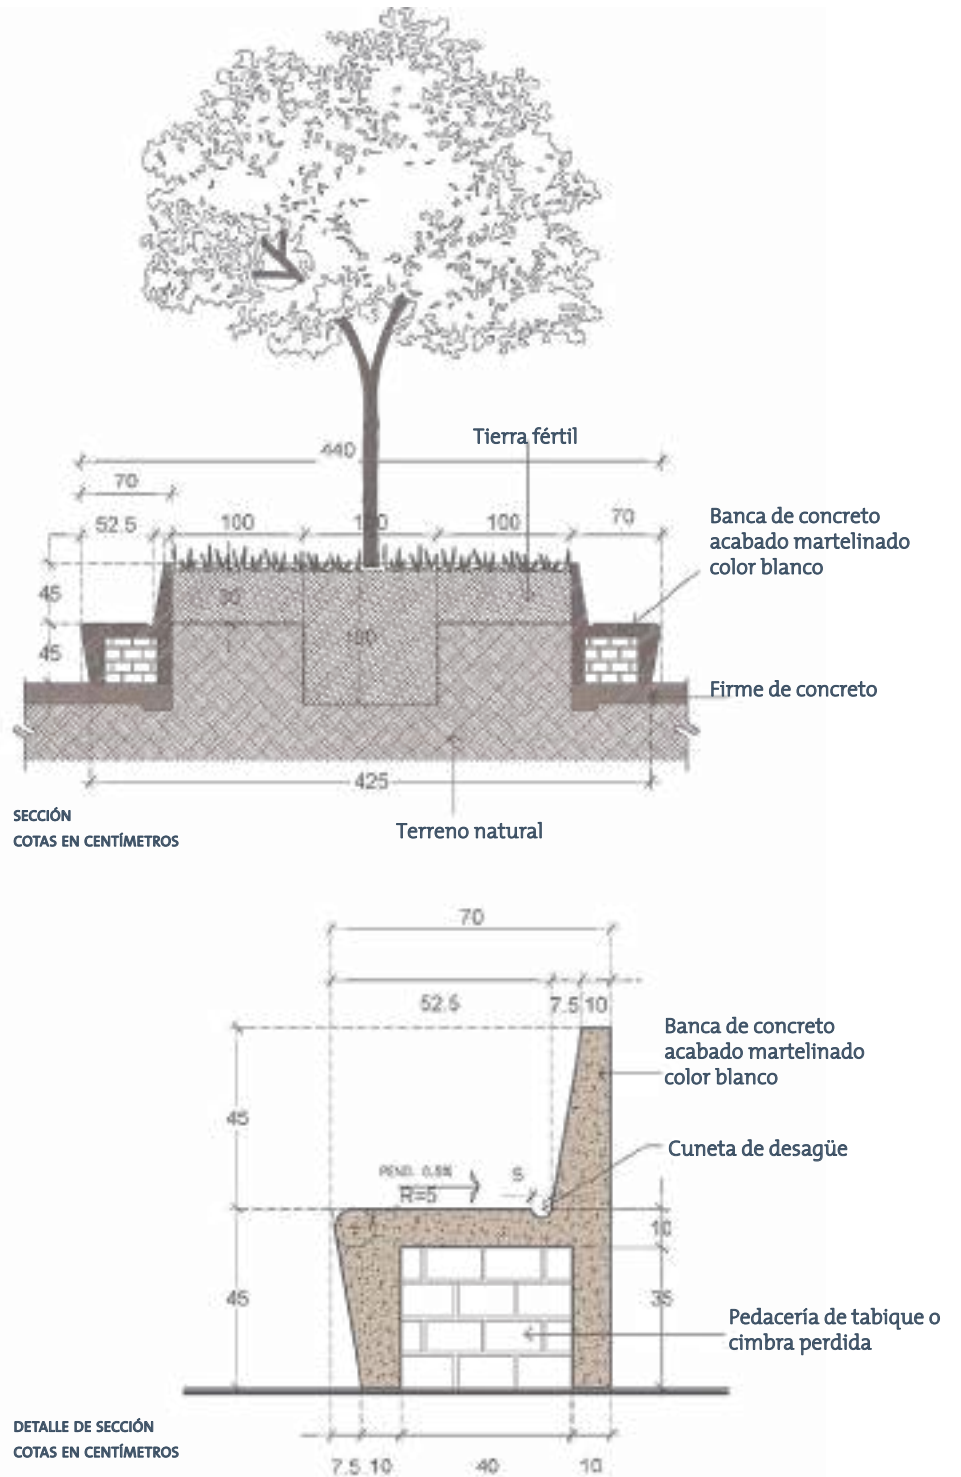 Tierra fértil
440
70
52.5
100
100
70
Banca de concreto
acabado martelinado
color blanco
45
30
45
Firme de concreto
425
SECCIÓN
COTAS EN CENTÍMETROS
Terreno natural
70
52.5
7.5 10
Banca de concreto
acabado martelinado
color blanco
45
Cuneta de desagüe
PEND. 0.5%
R=5
5
10
45
35
Pedacería de tabique o
cimbra perdida
DETALLE DE SECCIÓN
COTAS EN CENTÍMETROS
7.5 10
40
10